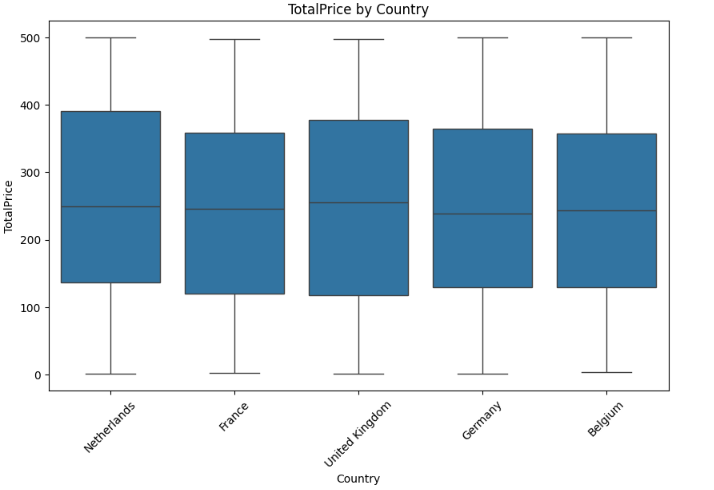 TotalPrice by Country
TotalPrice
500
400
300
200
100
0
Netherlands
France
United Kingdom
Germany
Belgium
Country